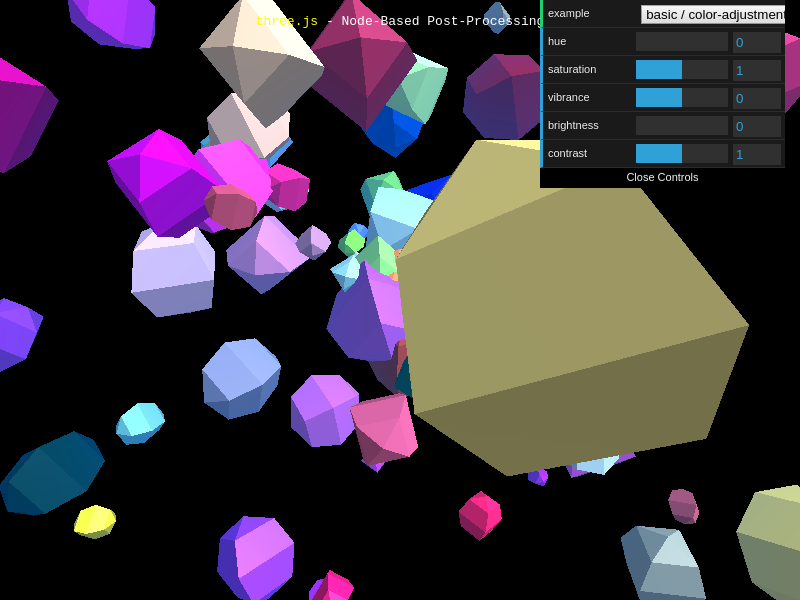 three.js - Node-Based Post-Processing
example
basic / color-adjustment
hue 0
saturation 1
vibrance 0
brightness 0
contrast 1
Close Controls